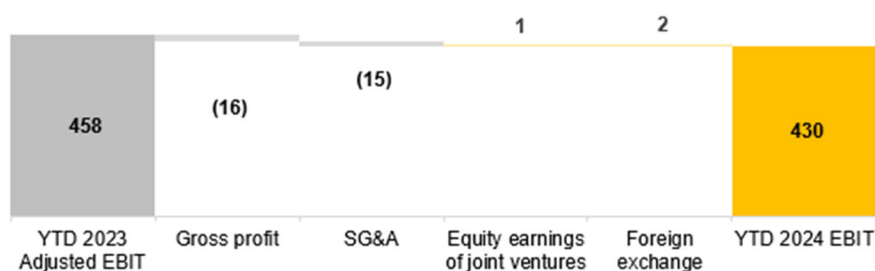 1 2
(15)
(16)
458 430
YTD 2023 Gross profit SG&A Equity earnings Foreign YTD 2024 EBIT
Adjusted EBIT of joint ventures exchange